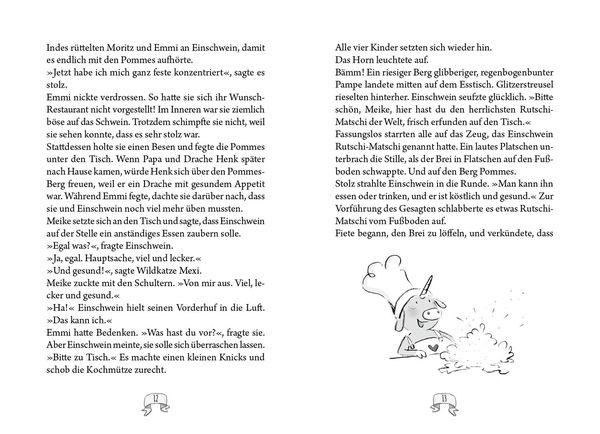 Indes rüttelten Moritz und Emmi an Einschwein, damit
es endlich mit den Pommes aufhörte.
»Jetzt habe ich mich ganz feste konzentriert«, sagte es
stolz.
Emmi nickte verdrossen. So hatte sie sich ihr Wunsch-
Restaurant nicht vorgestellt! Im Inneren war sie ziemlich
böse auf das Schwein. Trotzdem schimpfte sie nicht, weil
sie sehen konnte, dass es sehr stolz war.
Stattdessen holte sie einen Besen und fegte die Pommes
unter den Tisch. Wenn Papa und Drache Henk später
nach Hause kamen, würde Henk sich über den Pommes-
Berg freuen, weil er ein Drache mit gesundem Appetit
war. Während Emmi fegte, dachte sie darüber nach, dass
sie und Einschwein noch viel mehr üben mussten.
Meike setzte sich an den Tisch und sagte, dass Einschwein
auf der Stelle ein anständiges Essen zaubern solle.
»Egal was?«, fragte Einschwein.
»Ja, egal. Hauptsache, viel und lecker.«
»Und gesund!«, sagte Wildkatze Mexi.
Meike zuckte mit den Schultern. »Von mir aus. Viel, le-
cker und gesund.«
»Ha!« Einschwein hielt seinen Vorderhuf in die Luft.
»Das kann ich.«
Emmi hatte Bedenken. »Was hast du vor?«, fragte sie.
Aber Einschwein meinte, sie solle sich überraschen lassen.
»Bitte zu Tisch.« Es machte einen kleinen Knicks und
schob die Kochmütze zurecht.
12
Alle vier Kinder setzten sich wieder hin.
Das Horn leuchtete auf.
Bämm! Ein riesiger Berg glibberiger, regenbogenbunter
Pampe landete mitten auf dem Esstisch. Glitzerstreusel
rieselten hinterher. Einschwein seufzte glücklich. »Bitte
schön, Meike, hier hast du den herrlichsten Rutschi-
Matschi der Welt, frisch erfunden auf den Tisch.«
Fassungslos starrten alle auf das Zeug, das Einschwein
Rutschi-Matschi genannt hatte. Ein lautes Platschen un-
terbrach die Stille, als der Brei in Flatschen auf den Fuß-
boden schwappte. Und auf den Berg Pommes.
Stolz strahlte Einschwein in die Runde. »Man kann ihn
essen oder trinken, und er ist köstlich und gesund.« Zur
Vorführung des Gesagten schlabberte es etwas Rutschi-
Matschi vom Fußboden auf.
Fiete begann, den Brei zu löffeln, und verkündete, dass
13